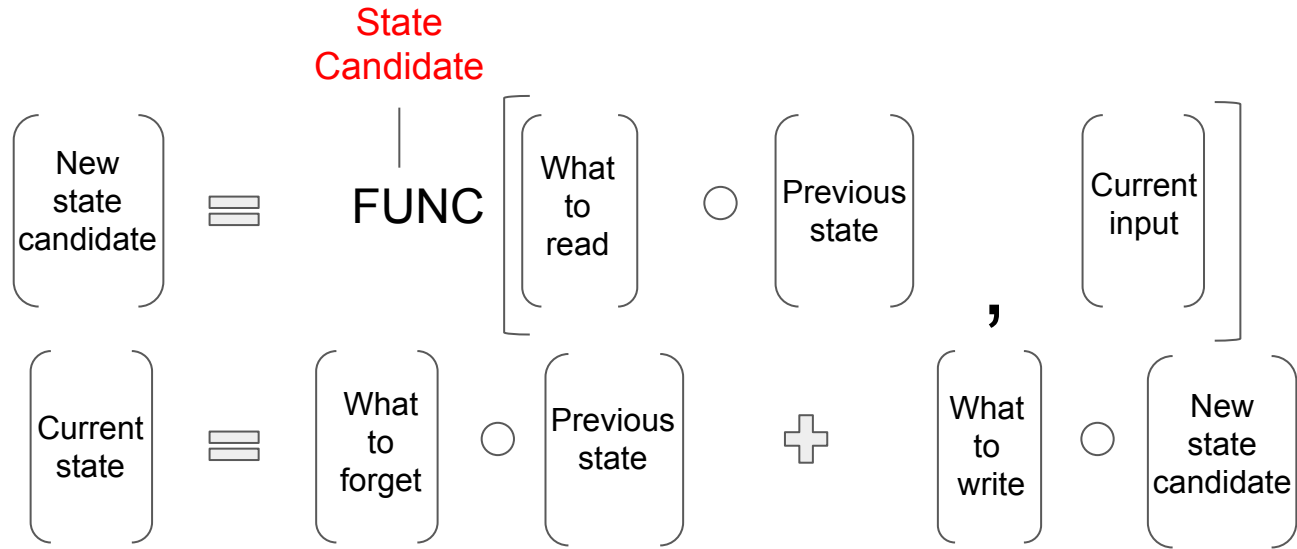 State
Candidate
New
state
candidate
FUNC
What
to
read
Previous
state
,
Current
input
Current
state
What
to
forget
Previous
state
What
to
write
New
state
candidate